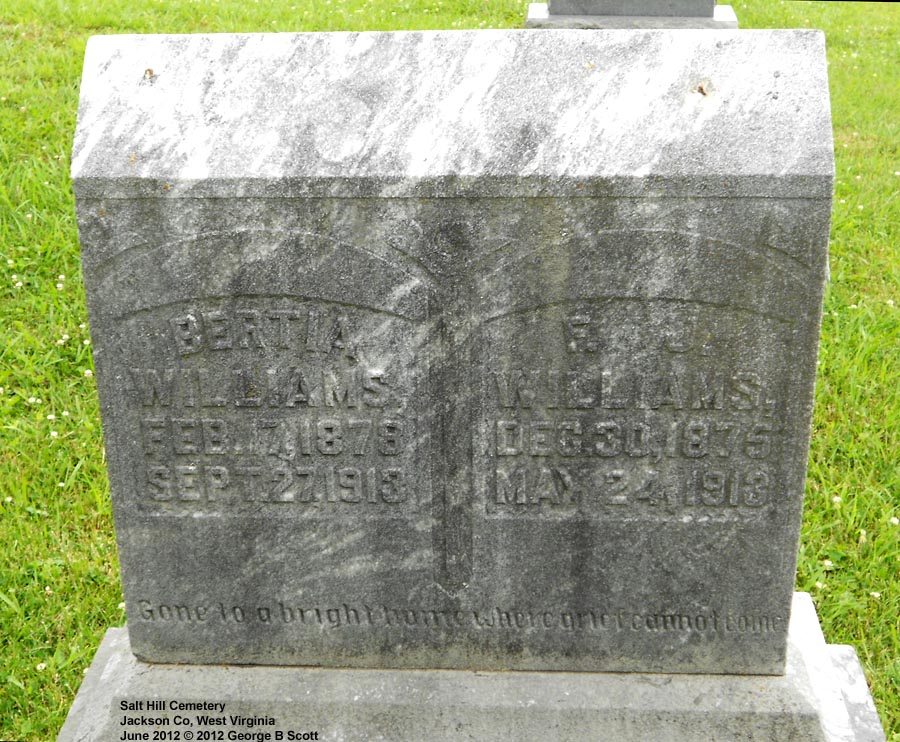 BERTIA
WILLIAMS,
FEB. 17, 1878
SEPT. 27, 1913
F. J.
WILLIAMS,
DEC. 30, 1875
MAY 24, 1913
Gone to a bright home where grief cannot come
Salt Hill Cemetery
Jackson Co, West Virginia
June 2012 © 2012 George B Scott